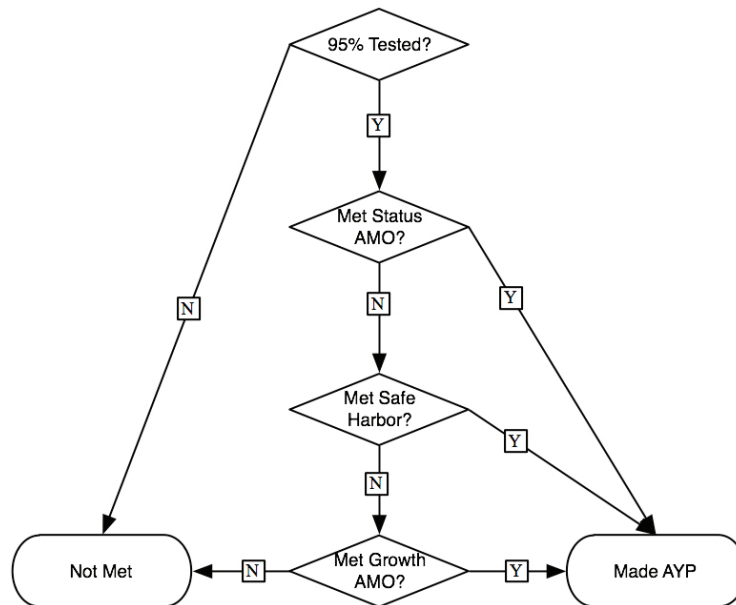 95% Tested?
Y
Met Status
AMO?
N
N
Y
Met Safe
Harbor?
Y
N
Not Met
N
Met Growth
AMO?
Y
Made AYP